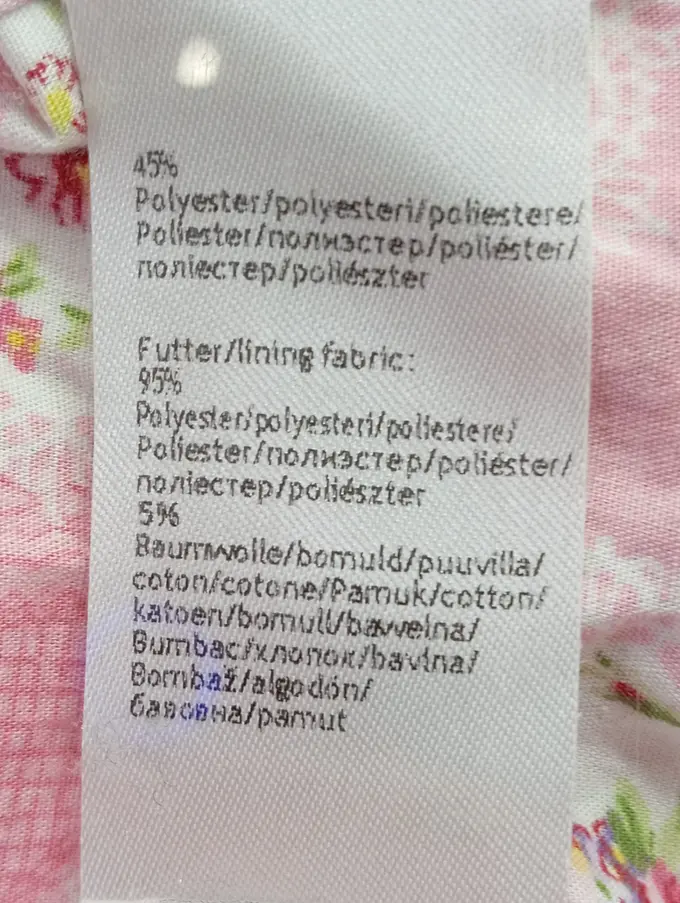 45%
Polyester/polyesteri/poliestere/
Poliester/полиэстер/poliéster/
поліестер/poliészter
Futter/lining fabric:
95%
Polyester/polyesteri/poliestere/
Poliester/полиэстер/poliéster/
поліестер/poliészter
5%
Baumwolle/bomuld/puuvilla/
coton/cotone/Pamuk/cotton/
katoen/bomull/bawełna/
Bumbac/хлопок/bavlna/
Bombaž/algodón/
бавовна/pamut